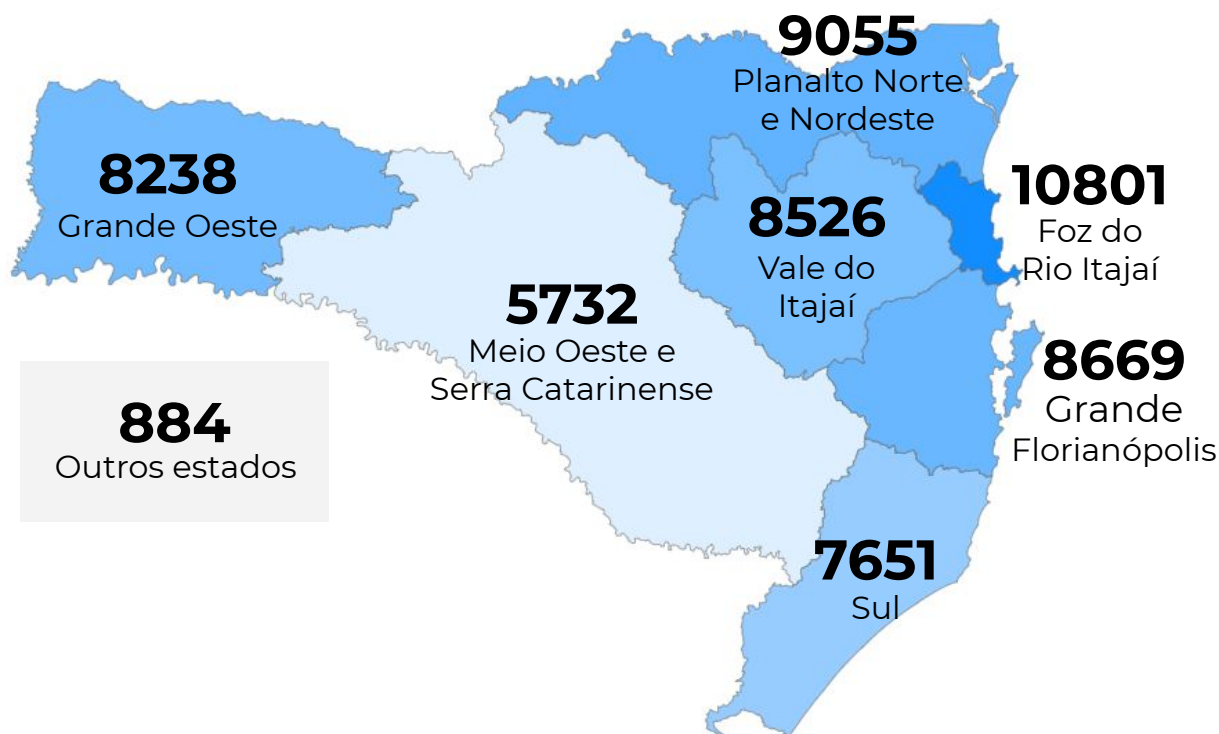 9055
Planalto Norte
e Nordeste
8238
Grande Oeste
10801
Foz do
Rio Itajaí
8526
Vale do
Itajaí
5732
Meio Oeste e
Serra Catarinense
8669
Grande
Florianópolis
884
Outros estados
7651
Sul